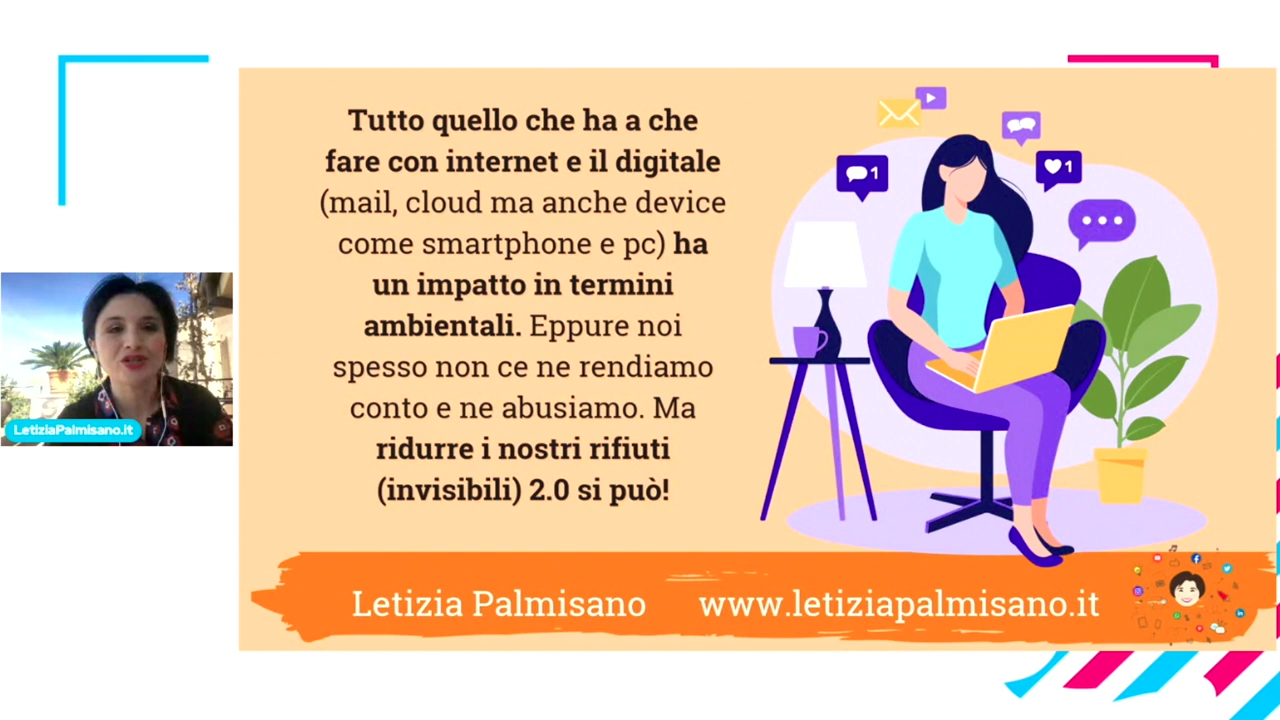 Tutto quello che ha a che
fare con internet e il digitale
(mail, cloud ma anche device
come smartphone e pc) ha
un impatto in termini
ambientali. Eppure noi
spesso non ce ne rendiamo
conto e ne abusiamo. Ma
ridurre i nostri rifiuti
(invisibili) 2.0 si può!
1
1
LetiziaPalmisano.it
Letizia Palmisano www.letiziapalmisano.it